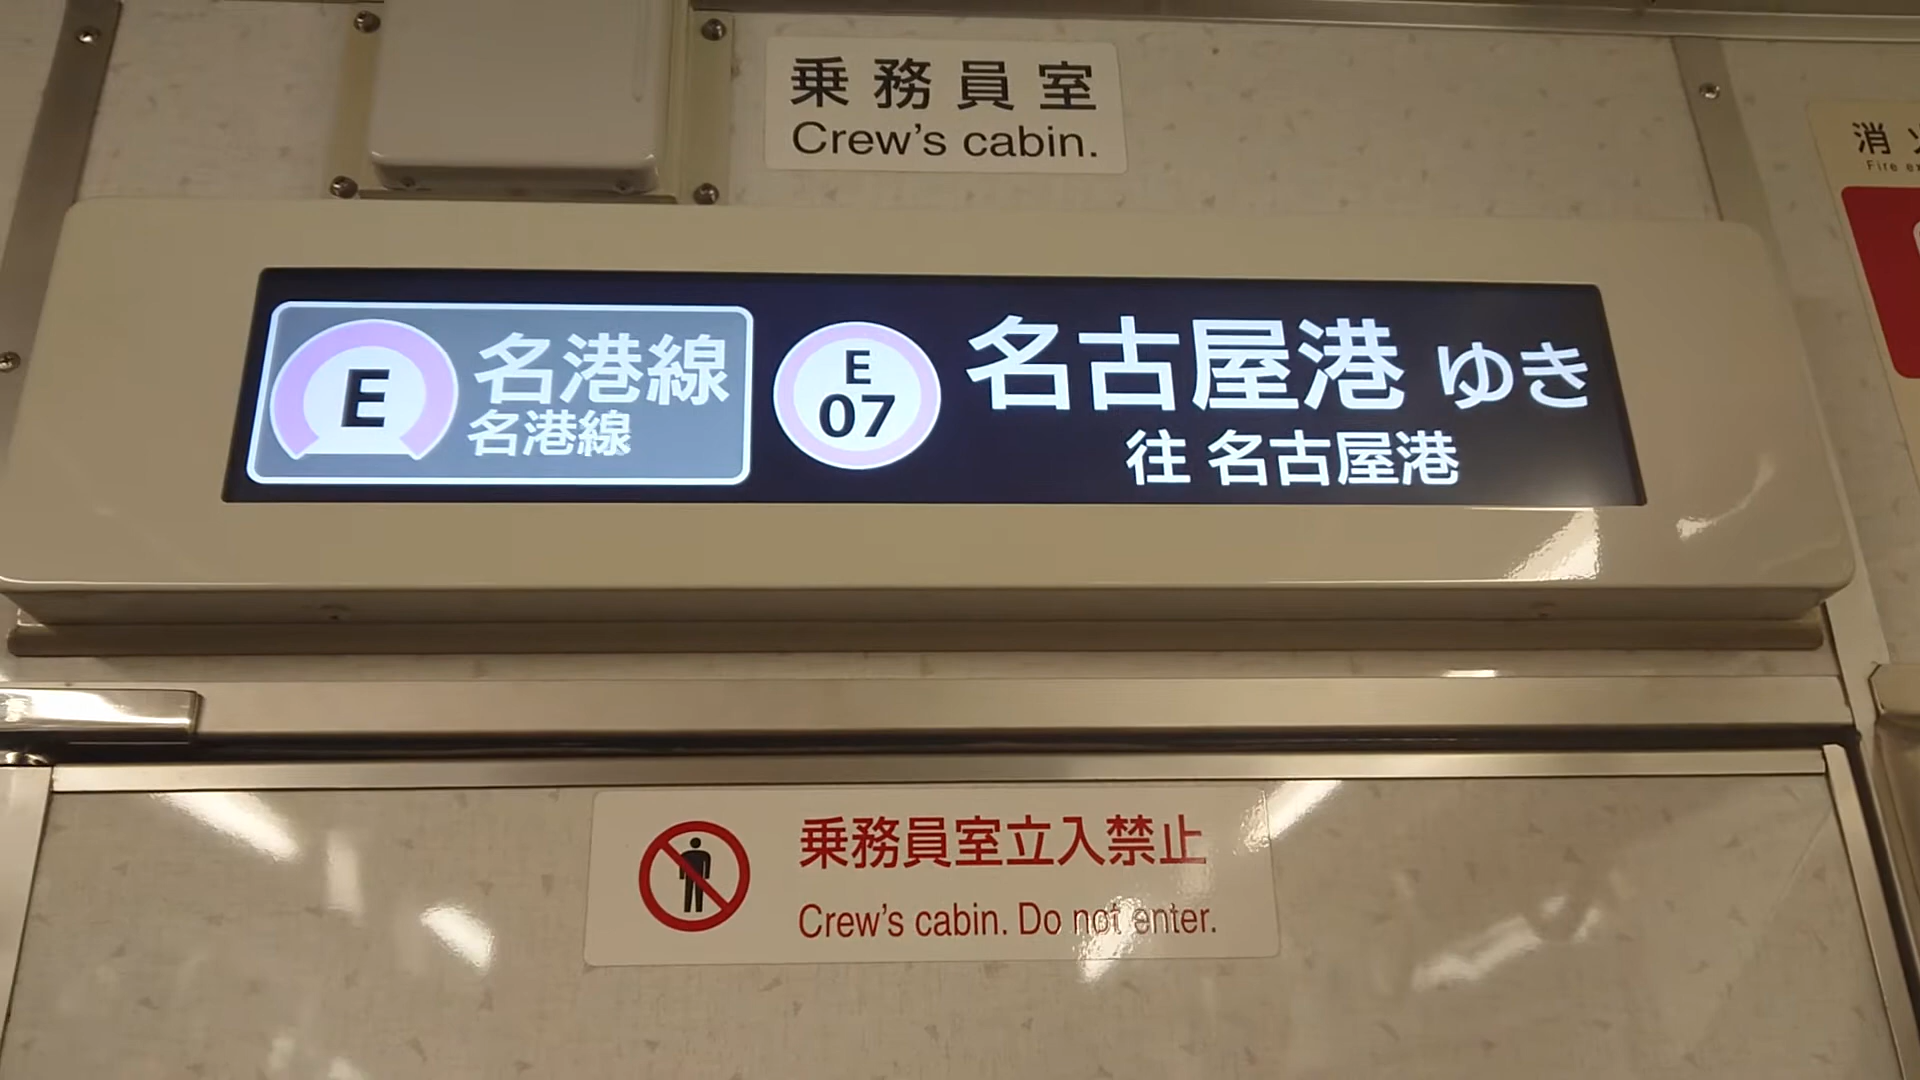 乗務員室
Crew's cabin.
消
Fire
E 名港線
名港線
E
07
名古屋港 ゆき
往 名古屋港
乗務員室立入禁止
Crew's cabin. Do not enter.